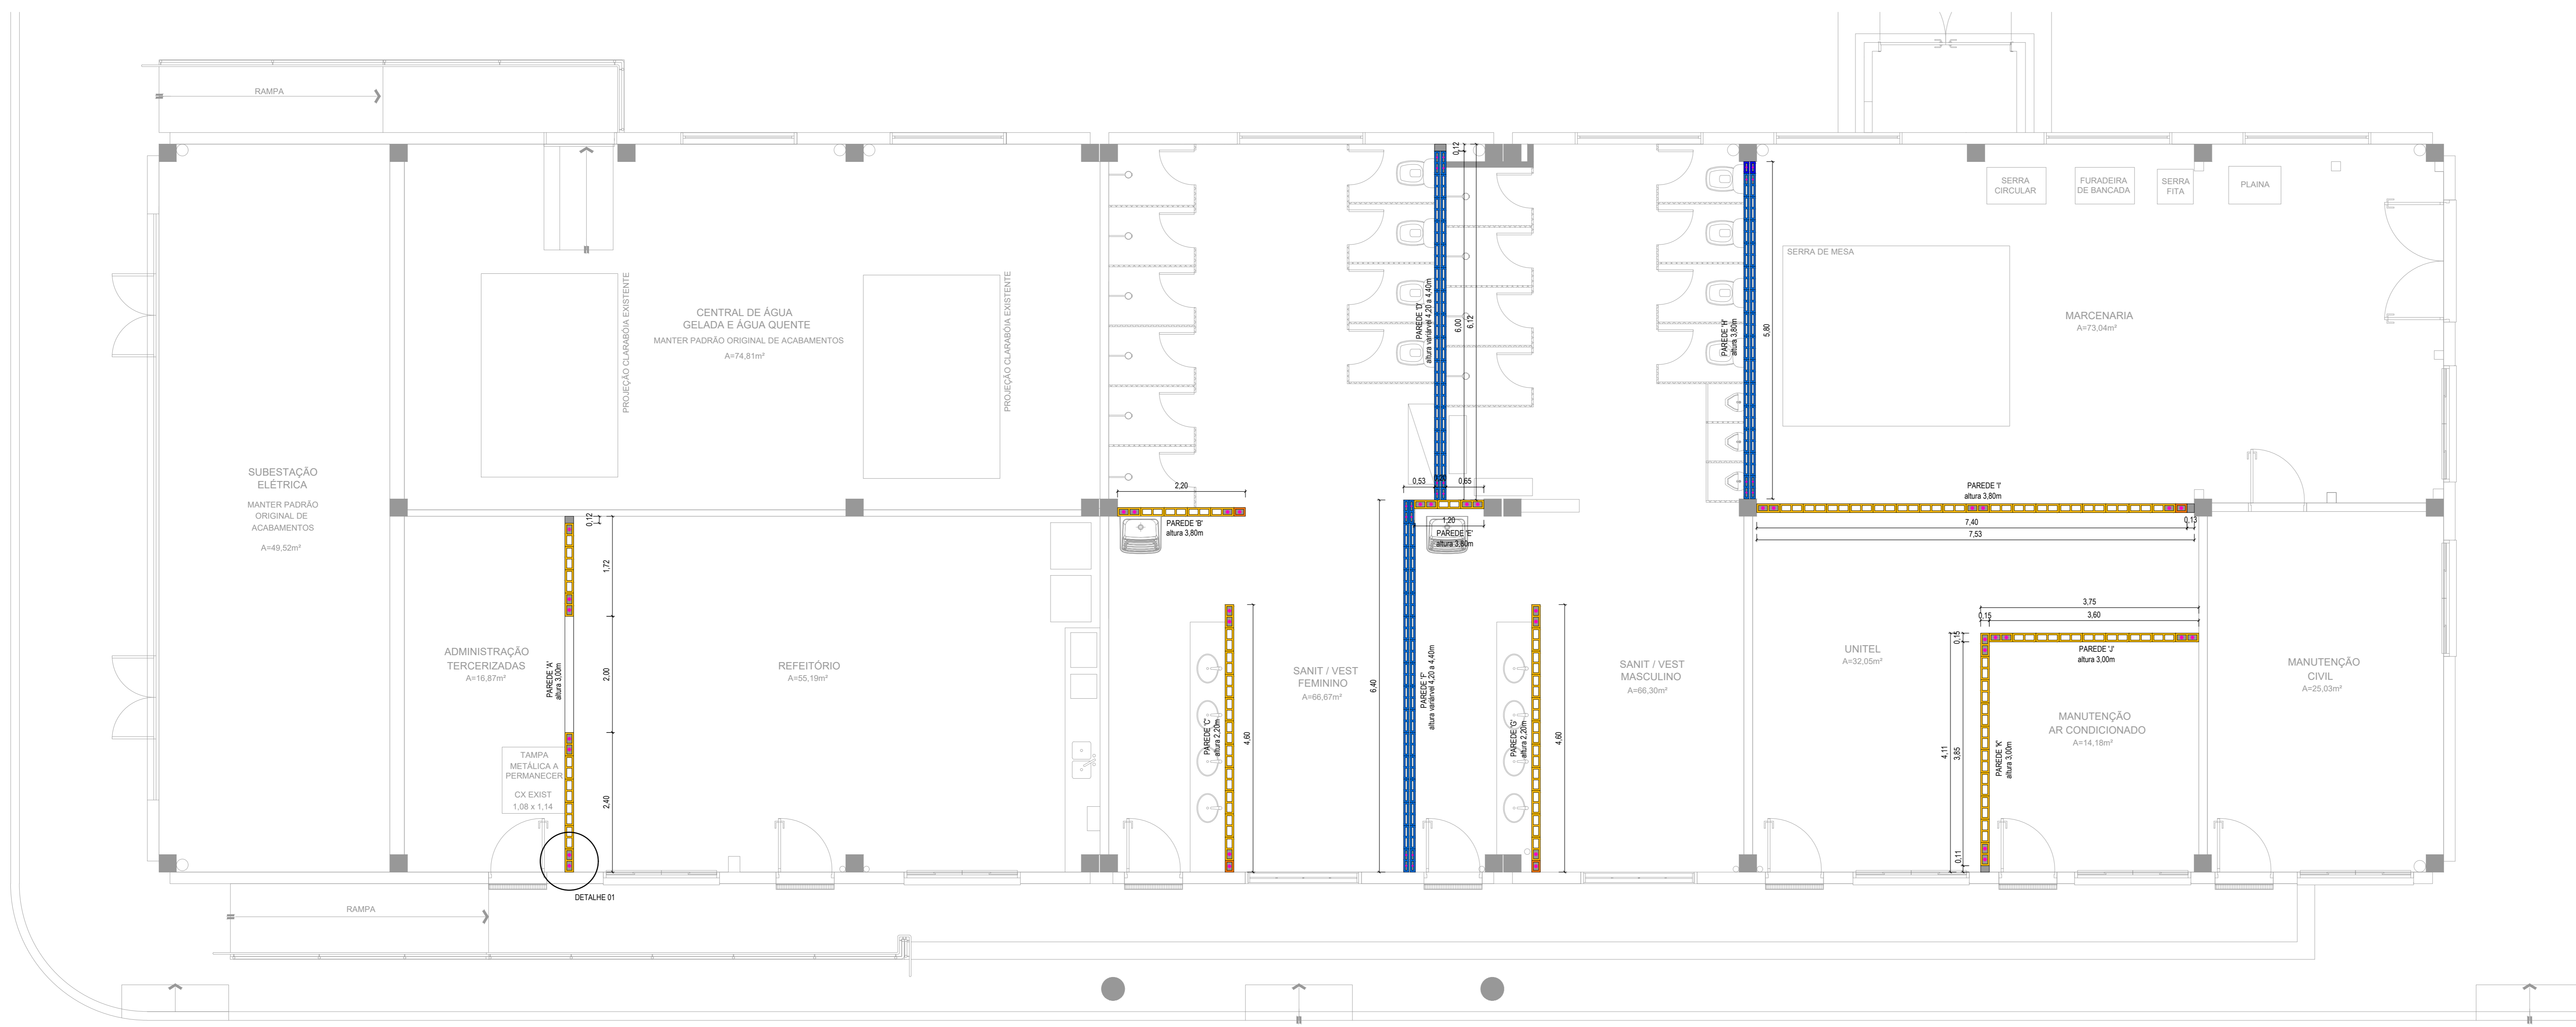 RAMPA
SUBESTAÇÃO
ELÉTRICA
MANTER PADRÃO
ORIGINAL DE
ACABAMENTOS
A=49,52m²
PROJEÇÃO CLARABÓIA EXISTENTE
CENTRAL DE ÁGUA
GELADA E ÁGUA QUENTE
MANTER PADRÃO ORIGINAL DE ACABAMENTOS
A=74,81m²
PROJEÇÃO CLARABÓIA EXISTENTE
0,12
1,72
2,00
2,40
ADMINISTRAÇÃO
TERCERIZADAS
A=16,87m²
PAREDE 'A'
altura 3,00m
TAMPA
METÁLICA A
PERMANECER
CX EXIST
1,08 x 1,14
DETALHE 01
RAMPA
REFEITÓRIO
A=55,19m²
2,20
PAREDE 'B'
altura 3,80m
PAREDE 'C'
altura 2,20m
4,60
SANIT / VEST
FEMININO
A=66,67m²
PAREDE 'D'
altura variárvel 4,20 a 4,40m
0,12
6,00
6,12
0,53
0,65
1,20
PAREDE 'E'
altura 3,80m
6,40
PAREDE 'F'
altura variárvel 4,20 a 4,40m
PAREDE 'G'
altura 2,20m
4,60
SANIT / VEST
MASCULINO
A=66,30m²
PAREDE 'H'
altura 3,80m
5,80
SERRA
CIRCULAR
FURADEIRA
DE BANCADA
SERRA
FITA
PLAINA
SERRA DE MESA
MARCENARIA
A=73,04m²
PAREDE 'I'
altura 3,80m
7,40
0,13
7,53
UNITEL
A=32,05m²
3,75
0,15
3,60
0,15
PAREDE 'J'
altura 3,00m
4,11
3,85
0,11
PAREDE 'K'
altura 3,00m
MANUTENÇÃO
AR CONDICIONADO
A=14,18m²
MANUTENÇÃO
CIVIL
A=25,03m²